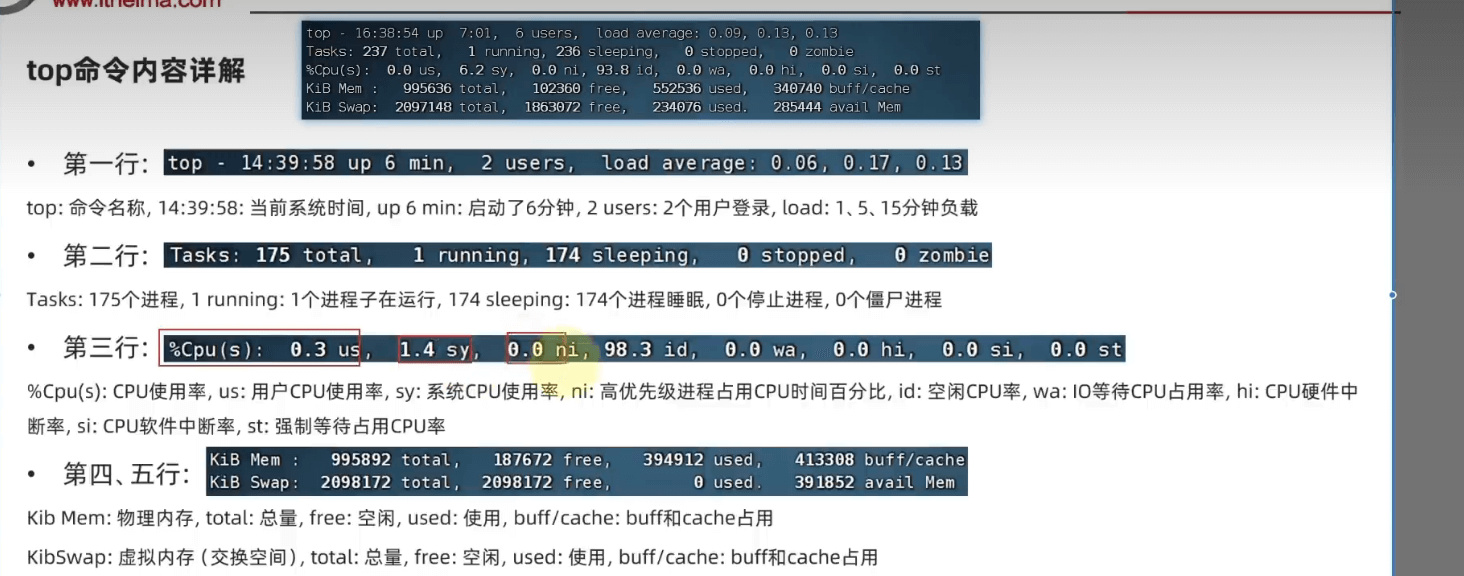 www.itheima.com
top命令内容详解
top - 16:38:54 up  7:01,  6 users,  load average: 0.09, 0.13, 0.13
Tasks: 237 total,   1 running, 236 sleeping,   0 stopped,   0 zombie
%Cpu(s):  0.0 us,  6.2 sy,  0.0 ni, 93.8 id,  0.0 wa,  0.0 hi,  0.0 si,  0.0 st
KiB Mem :   995636 total,   102360 free,   552536 used,   340740 buff/cache
KiB Swap:  2097148 total,  1863072 free,   234076 used.   285444 avail Mem
• 第一行: top - 14:39:58 up 6 min,  2 users,  load average: 0.06, 0.17, 0.13
top: 命令名称, 14:39:58: 当前系统时间, up 6 min: 启动了6分钟, 2 users: 2个用户登录, load: 1、5、15分钟负载
• 第二行: Tasks: 175 total,   1 running, 174 sleeping,   0 stopped,   0 zombie
Tasks: 175个进程, 1 running: 1个进程子在运行, 174 sleeping: 174个进程睡眠, 0个停止进程, 0个僵尸进程
• 第三行: %Cpu(s):  0.3 us,  1.4 sy,  0.0 ni, 98.3 id,  0.0 wa,  0.0 hi,  0.0 si,  0.0 st
%Cpu(s): CPU使用率, us: 用户CPU使用率, sy: 系统CPU使用率, ni: 高优先级进程占用CPU时间百分比, id: 空闲CPU率, wa: IO等待CPU占用率, hi: CPU硬件中
断率, si: CPU软件中断率, st: 强制等待占用CPU率
• 第四、五行:
KiB Mem :   995892 total,   187672 free,   394912 used,   413308 buff/cache
KiB Swap:  2098172 total,  2098172 free,        0 used.   391852 avail Mem
Kib Mem: 物理内存, total: 总量, free: 空闲, used: 使用, buff/cache: buff和cache占用
KibSwap: 虚拟内存（交换空间）, total: 总量, free: 空闲, used: 使用, buff/cache: buff和cache占用